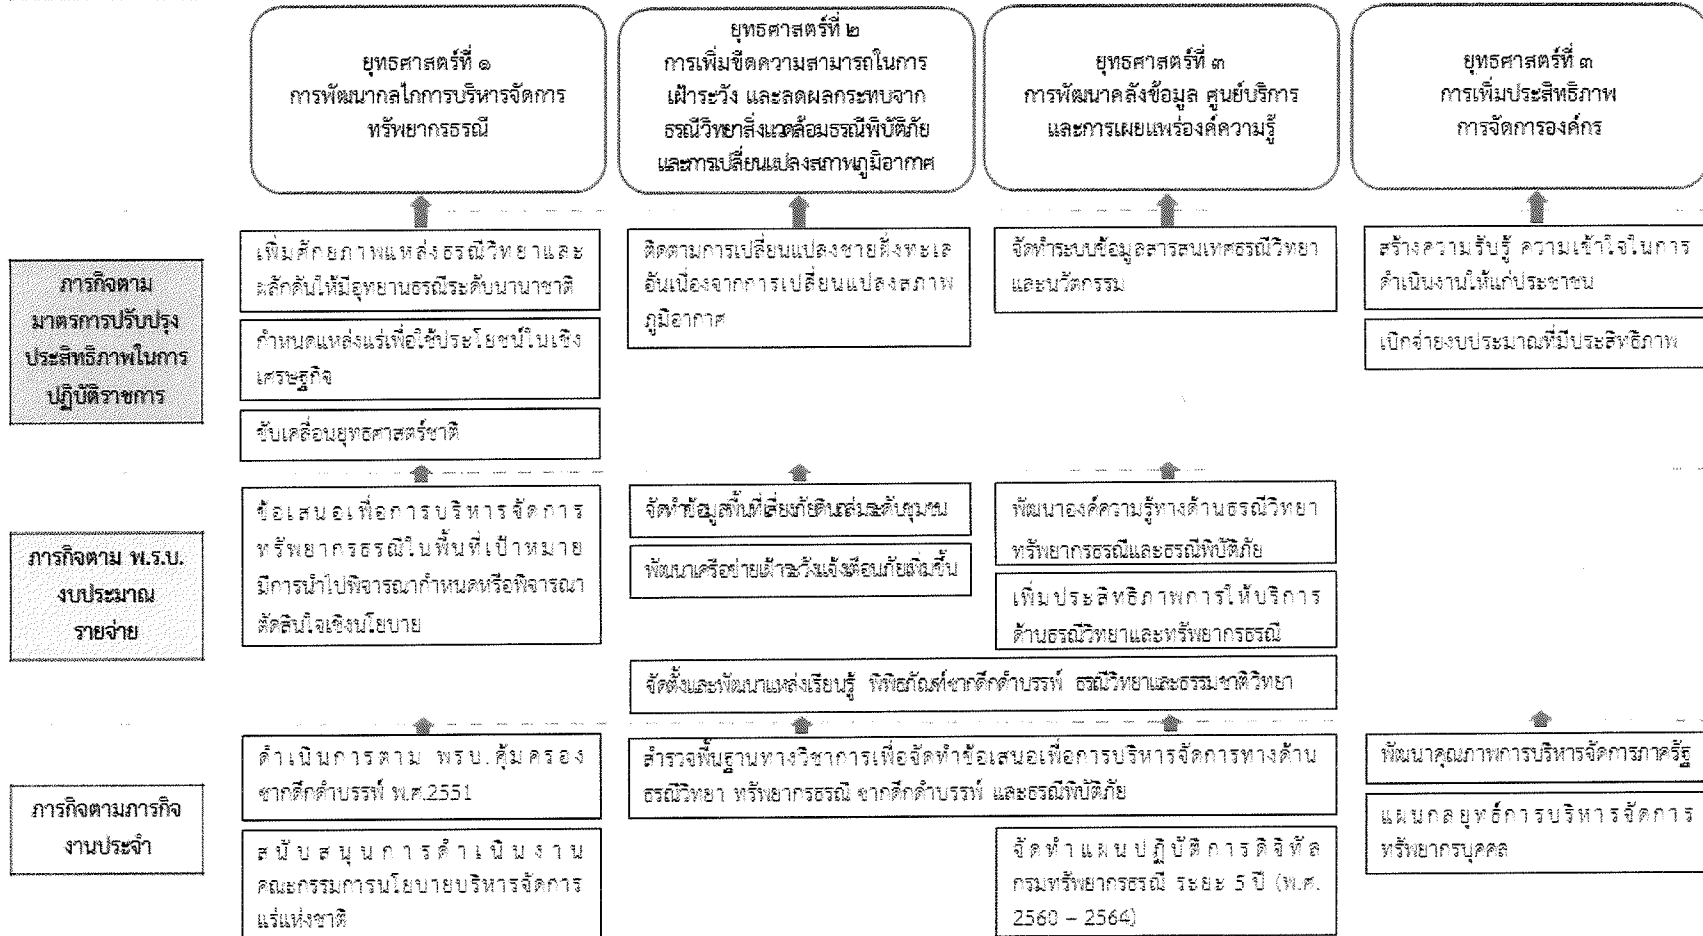 ยุทธศาสตร์ที่ ๑
การพัฒนากลไกการบริหารจัดการ
ทรัพยากรธรณี
ยุทธศาสตร์ที่ ๒
การเพิ่มขีดความสามารถในการ
เฝ้าระวัง และลดผลกระทบจาก
ธรณีวิทยาสิ่งแวดล้อมธรณีพิบัติภัย
และการเปลี่ยนแปลงสภาพภูมิอากาศ
ยุทธศาสตร์ที่ ๓
การพัฒนาคลังข้อมูล ศูนย์บริการ
และการเผยแพร่องค์ความรู้
ยุทธศาสตร์ที่ ๓
การเพิ่มประสิทธิภาพ
การจัดการองค์กร
ภารกิจตาม
มาตรการปรับปรุง
ประสิทธิภาพในการ
ปฏิบัติราชการ
เพิ่มศักยภาพแหล่งธรณีวิทยาและ
ผลักดันให้มีอุทยานธรณีระดับนานาชาติ
กำหนดแหล่งแร่เพื่อใช้ประโยชน์ในเชิง
เศรษฐกิจ
ขับเคลื่อนยุทธศาสตร์ชาติ
ติดตามการเปลี่ยนแปลงชายฝั่งทะเล
อันเนื่องจากการเปลี่ยนแปลงสภาพ
ภูมิอากาศ
จัดทำระบบข้อมูลสารสนเทศธรณีวิทยา
และนวัตกรรม
สร้างความรับรู้ ความเข้าใจในการ
ดำเนินงานให้แก่ประชาชน
เบิกจ่ายงบประมาณที่มีประสิทธิภาพ
ภารกิจตาม พ.ร.บ.
งบประมาณ
รายจ่าย
ข้อเสนอเพื่อการบริหารจัดการ
ทรัพยากรธรณีในพื้นที่เป้าหมาย
มีการนำไปพิจารณากำหนดหรือพิจารณา
ตัดสินใจเชิงนโยบาย
จัดทำข้อมูลพื้นที่เสี่ยงภัยดินถล่มระดับชุมชน
พัฒนาเครือข่ายเฝ้าระวังแจ้งเตือนภัยเพิ่มขึ้น
พัฒนาองค์ความรู้ทางด้านธรณีวิทยา
ทรัพยากรธรณีและธรณีพิบัติภัย
เพิ่มประสิทธิภาพการให้บริการ
ด้านธรณีวิทยาและทรัพยากรธรณี
จัดตั้งและพัฒนาแหล่งเรียนรู้ พิพิธภัณฑ์ซากดึกดำบรรพ์ ธรณีวิทยาและธรรมชาติวิทยา
ภารกิจตามภารกิจ
งานประจำ
ดำเนินการตาม พรบ.คุ้มครอง
ซากดึกดำบรรพ์ พ.ศ.2551
สนับสนุนการดำเนินงาน
คณะกรรมการนโยบายบริหารจัดการ
แร่แห่งชาติ
สำรวจพื้นฐานทางวิชาการเพื่อจัดทำข้อเสนอเพื่อการบริหารจัดการทางด้าน
ธรณีวิทยา ทรัพยากรธรณี ซากดึกดำบรรพ์ และธรณีพิบัติภัย
จัดทำแผนปฏิบัติการดิจิทัล
กรมทรัพยากรธรณี ระยะ 5 ปี (พ.ศ.
2560 – 2564)
พัฒนาคุณภาพการบริหารจัดการภาครัฐ
แผนกลยุทธ์การบริหารจัดการ
ทรัพยากรบุคคล